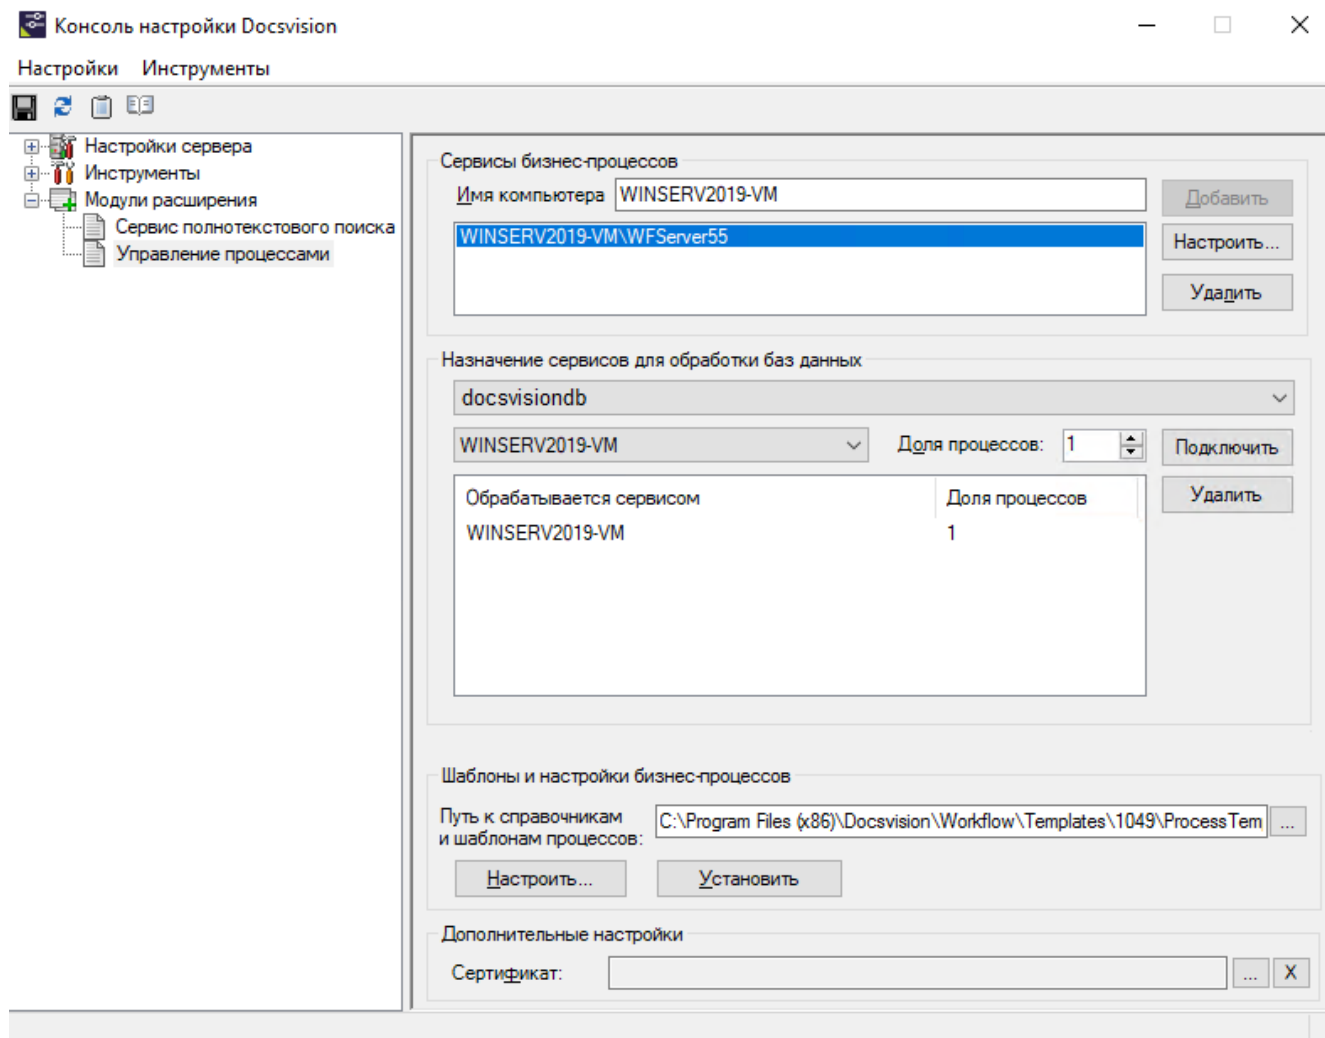 Консоль настройки Docsvision
Настройки Инструменты
Настройки сервера
Инструменты
Модули расширения
Сервис полнотекстового поиска
Управление процессами
Сервисы бизнес-процессов
Имя компьютера WINSERV2019-VM Добавить
WINSERV2019-VM\WFServer55 Настроить...
Удалить
Назначение сервисов для обработки баз данных
docsvisiondb
WINSERV2019-VM Доля процессов: 1 Подключить
Обрабатывается сервисом Доля процессов Удалить
WINSERV2019-VM 1
Шаблоны и настройки бизнес-процессов
Путь к справочникам
и шаблонам процессов: C:\Program Files (x86)\Docsvision\Workflow\Templates\1049\ProcessTem ...
Настроить... Установить
Дополнительные настройки
Сертификат: ... X